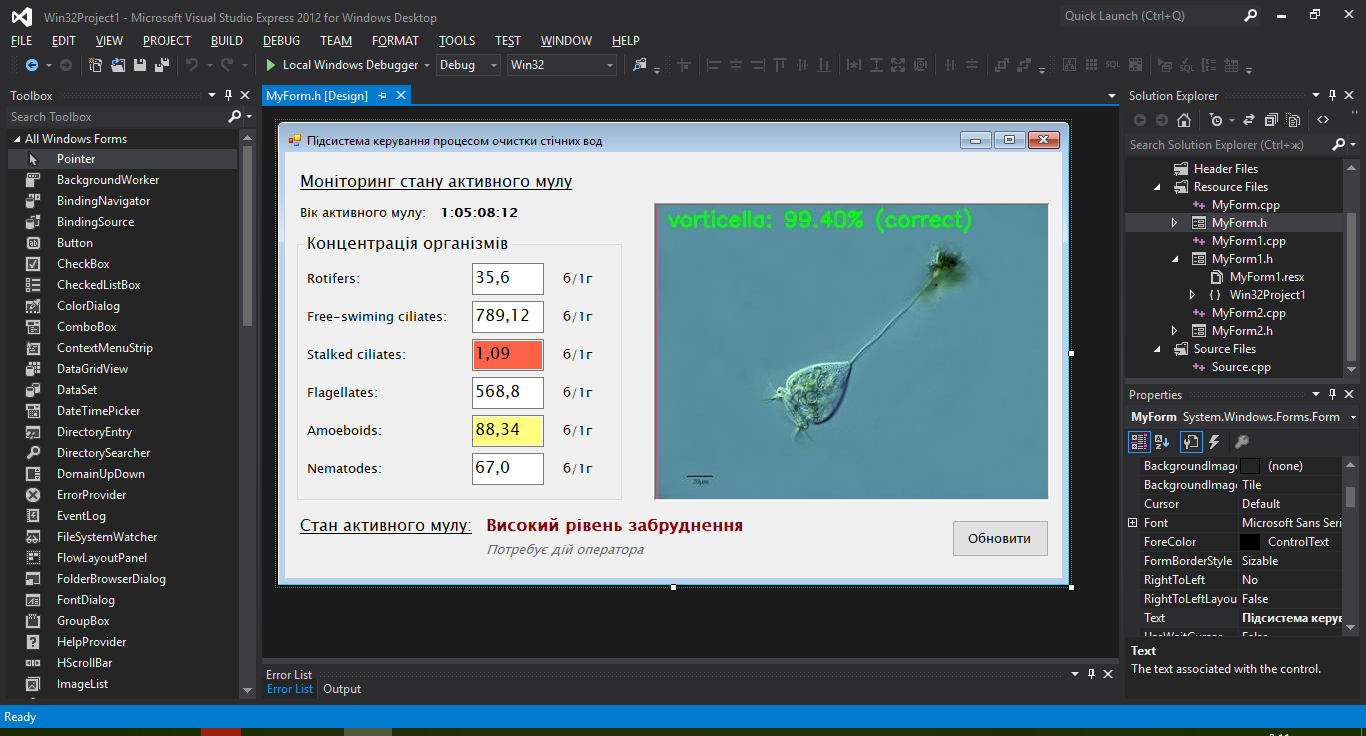 Win32Project1 - Microsoft Visual Studio Express 2012 for Windows Desktop
Quick Launch (Ctrl+Q)
FILE EDIT VIEW PROJECT BUILD DEBUG TEAM FORMAT TOOLS TEST WINDOW HELP
Local Windows Debugger Debug Win32
Toolbox
Search Toolbox
All Windows Forms
Pointer
BackgroundWorker
BindingNavigator
BindingSource
Button
CheckBox
CheckedListBox
ColorDialog
ComboBox
ContextMenuStrip
DataGridView
DataSet
DateTimePicker
DirectoryEntry
DirectorySearcher
DomainUpDown
ErrorProvider
EventLog
FileSystemWatcher
FlowLayoutPanel
FolderBrowserDialog
FontDialog
GroupBox
HelpProvider
HScrollBar
ImageList
MyForm.h [Design]
Підсистема керування процесом очистки стічних вод
Моніторинг стану активного мулу
Вік активного мулу: 1:05:08:12
Концентрація організмів
Rotifers: 35,6 б/1г
Free-swiming ciliates: 789,12 б/1г
Stalked ciliates: 1,09 б/1г
Flagellates: 568,8 б/1г
Amoeboids: 88,34 б/1г
Nematodes: 67,0 б/1г
vorticella: 99.40% (correct)
20µm
Стан активного мулу: Високий рівень забруднення
Потребує дій оператора
Обновити
Error List
Error List Output
Solution Explorer
Search Solution Explorer (Ctrl+ж)
Header Files
Resource Files
MyForm.cpp
MyForm.h
MyForm1.cpp
MyForm1.h
MyForm1.resx
Win32Project1
MyForm2.cpp
MyForm2.h
Source Files
Source.cpp
Properties
MyForm System.Windows.Forms.Form
BackgroundImag (none)
BackgroundImag Tile
Cursor Default
Font Microsoft Sans Seri
ForeColor ControlText
FormBorderStyle Sizable
RightToLeft No
RightToLeftLayou False
Text Підсистема керув
Text
The text associated with the control.
Ready